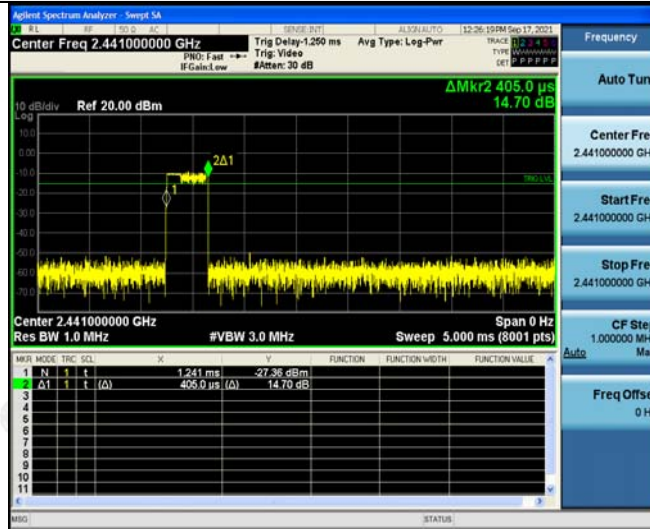 Agilent Spectrum Analyzer - Swept SA
RL RF 50 Ω AC SENSE:INT ALIGN AUTO 12:26:19 PM Sep 17, 2021
Center Freq 2.441000000 GHz
PNO: Fast
IFGain:Low
Trig Delay-1.250 ms
Trig: Video
#Atten: 30 dB
Avg Type: Log-Pwr
TRACE 1 2 3 4 5 6
TYPE
DET P P P P P P
ΔMkr2 405.0 µs
14.70 dB
10 dB/div Ref 20.00 dBm
Log
10.0
0.00
-10.0
-20.0
-30.0
-40.0
-50.0
-60.0
-70.0
2Δ1
1
TRIG LVL
Center 2.441000000 GHz Span 0 Hz
Res BW 1.0 MHz #VBW 3.0 MHz Sweep 5.000 ms (8001 pts)
MKR MODE TRC SCL X Y FUNCTION FUNCTION WIDTH FUNCTION VALUE
1 N 1 t 1.241 ms -27.36 dBm
2 Δ1 1 t (Δ) 405.0 µs (Δ) 14.70 dB
3
4
5
6
7
8
9
10
11
MSG STATUS
Frequency
Auto Tun
Center Fre
2.441000000 GH
Start Fre
2.441000000 GH
Stop Fre
2.441000000 GH
CF Ste
1.000000 MH
Auto Ma
Freq Offse
0 H